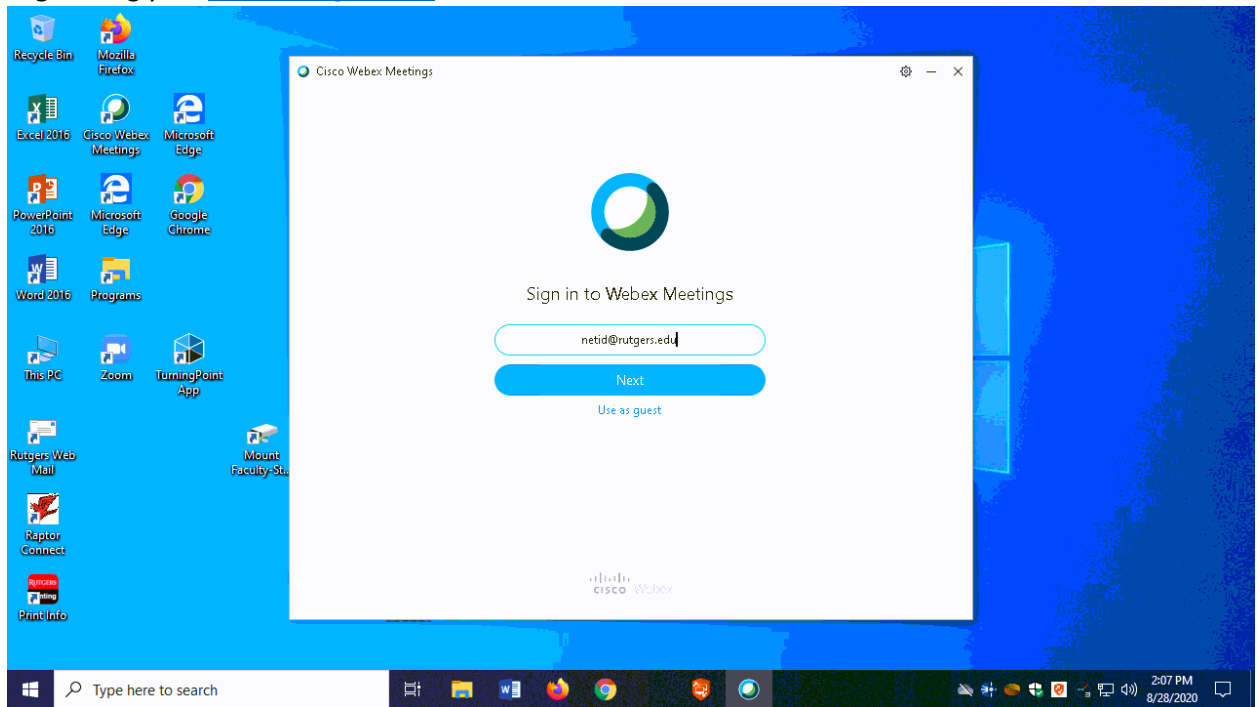 Recycle Bin
Mozilla
Firefox
Excel 2016
Cisco Webex
Meetings
Microsoft
Edge
PowerPoint
2016
Microsoft
Edge
Google
Chrome
Word 2016
Programs
This PC
Zoom
TurningPoint
App
Rutgers Web
Mail
Mount
Faculty-St...
Raptor
Connect
RUTGERS
Print Info
Cisco Webex Meetings
Sign in to Webex Meetings
netid@rutgers.edu
Next
Use as guest
cisco Webex
Type here to search
2:07 PM
8/28/2020